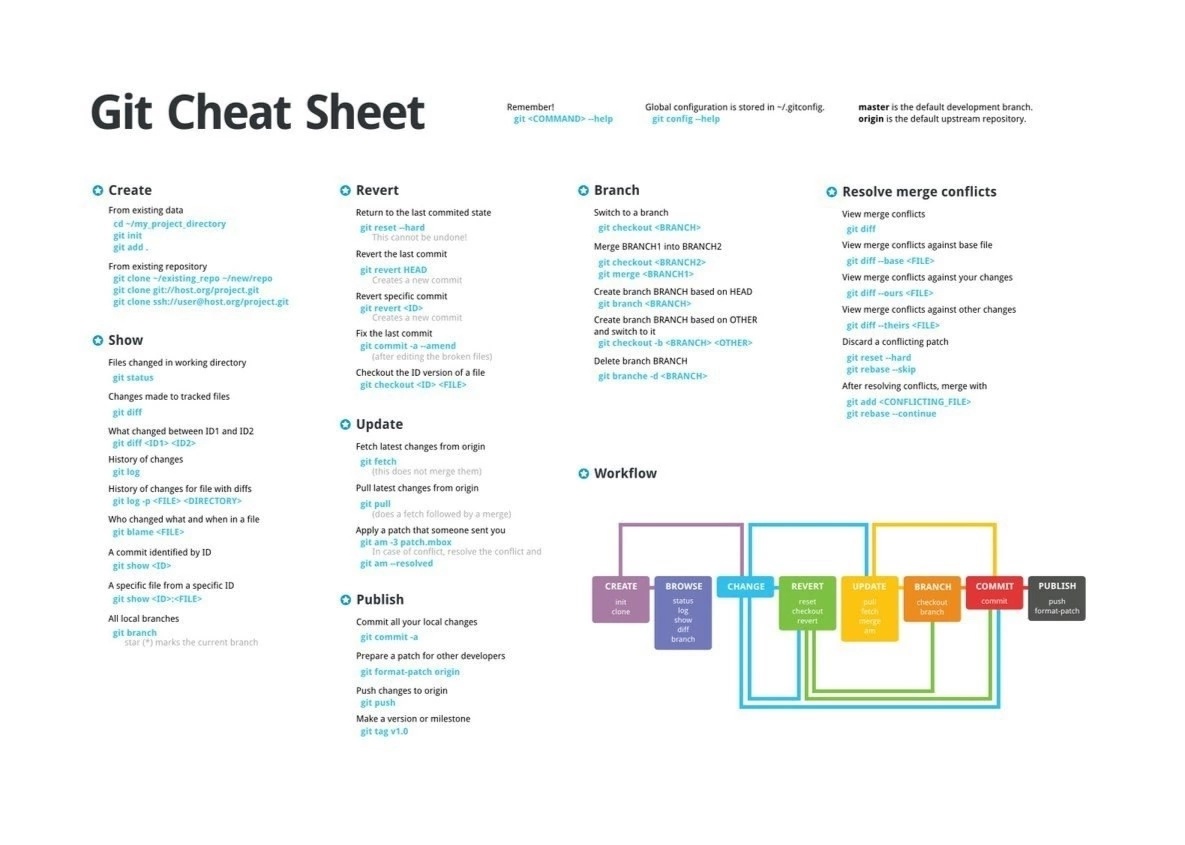 Git Cheat Sheet
Remember!
git <COMMAND> --help
Global configuration is stored in ~/.gitconfig.
git config --help
master is the default development branch.
origin is the default upstream repository.
Create
From existing data
cd ~/my_project_directory
git init
git add .
From existing repository
git clone ~/existing_repo ~/new/repo
git clone git://host.org/project.git
git clone ssh://user@host.org/project.git
Show
Files changed in working directory
git status
Changes made to tracked files
git diff
What changed between ID1 and ID2
git diff <ID1> <ID2>
History of changes
git log
History of changes for file with diffs
git log -p <FILE> <DIRECTORY>
Who changed what and when in a file
git blame <FILE>
A commit identified by ID
git show <ID>
A specific file from a specific ID
git show <ID>:<FILE>
All local branches
git branch
star (*) marks the current branch
Revert
Return to the last commited state
git reset --hard
This cannot be undone!
Revert the last commit
git revert HEAD
Creates a new commit
Revert specific commit
git revert <ID>
Creates a new commit
Fix the last commit
git commit -a --amend
(after editing the broken files)
Checkout the ID version of a file
git checkout <ID> <FILE>
Update
Fetch latest changes from origin
git fetch
(this does not merge them)
Pull latest changes from origin
git pull
(does a fetch followed by a merge)
Apply a patch that someone sent you
git am -3 patch.mbox
In case of conflict, resolve the conflict and
git am --resolved
Publish
Commit all your local changes
git commit -a
Prepare a patch for other developers
git format-patch origin
Push changes to origin
git push
Make a version or milestone
git tag v1.0
Branch
Switch to a branch
git checkout <BRANCH>
Merge BRANCH1 into BRANCH2
git checkout <BRANCH2>
git merge <BRANCH1>
Create branch BRANCH based on HEAD
git branch <BRANCH>
Create branch BRANCH based on OTHER
and switch to it
git checkout -b <BRANCH> <OTHER>
Delete branch BRANCH
git branche -d <BRANCH>
Resolve merge conflicts
View merge conflicts
git diff
View merge conflicts against base file
git diff --base <FILE>
View merge conflicts against your changes
git diff --ours <FILE>
View merge conflicts against other changes
git diff --theirs <FILE>
Discard a conflicting patch
git reset --hard
git rebase --skip
After resolving conflicts, merge with
git add <CONFLICTING_FILE>
git rebase --continue
Workflow
CREATE
init
clone
BROWSE
status
log
show
diff
branch
CHANGE
REVERT
reset
checkout
revert
UPDATE
pull
fetch
merge
am
BRANCH
checkout
branch
COMMIT
commit
PUBLISH
push
format-patch